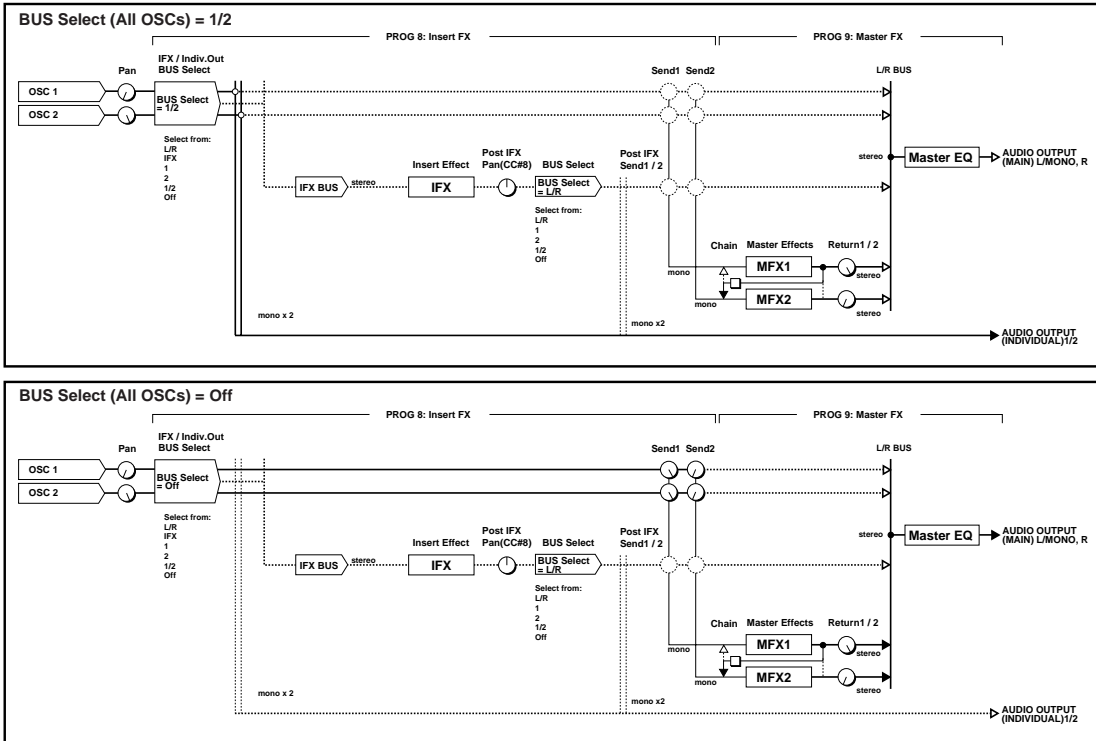 BUS Select (All OSCs) = 1/2
PROG 8: Insert FX
PROG 9: Master FX
IFX / Indiv.Out
BUS Select
Pan
Send1 Send2
L/R BUS
OSC 1
OSC 2
BUS Select
= 1/2
Select from:
L/R
IFX
1
2
1/2
Off
IFX BUS
stereo
Insert Effect
IFX
Post IFX
Pan(CC#8)
BUS Select
BUS Select
= L/R
Select from:
L/R
1
2
1/2
Off
Post IFX
Send1 / 2
stereo
Master EQ
AUDIO OUTPUT
(MAIN) L/MONO, R
Chain
Master Effects
Return1 / 2
mono
MFX1
stereo
mono
MFX2
stereo
mono x 2
mono x2
AUDIO OUTPUT
(INDIVIDUAL)1/2
BUS Select (All OSCs) = Off
PROG 8: Insert FX
PROG 9: Master FX
IFX / Indiv.Out
BUS Select
Pan
Send1 Send2
L/R BUS
OSC 1
OSC 2
BUS Select
= Off
Select from:
L/R
IFX
1
2
1/2
Off
IFX BUS
stereo
Insert Effect
IFX
Post IFX
Pan(CC#8)
BUS Select
BUS Select
= L/R
Select from:
L/R
1
2
1/2
Off
Post IFX
Send1 / 2
stereo
Master EQ
AUDIO OUTPUT
(MAIN) L/MONO, R
Chain
Master Effects
Return1 / 2
mono
MFX1
stereo
mono
MFX2
stereo
mono x 2
mono x2
AUDIO OUTPUT
(INDIVIDUAL)1/2